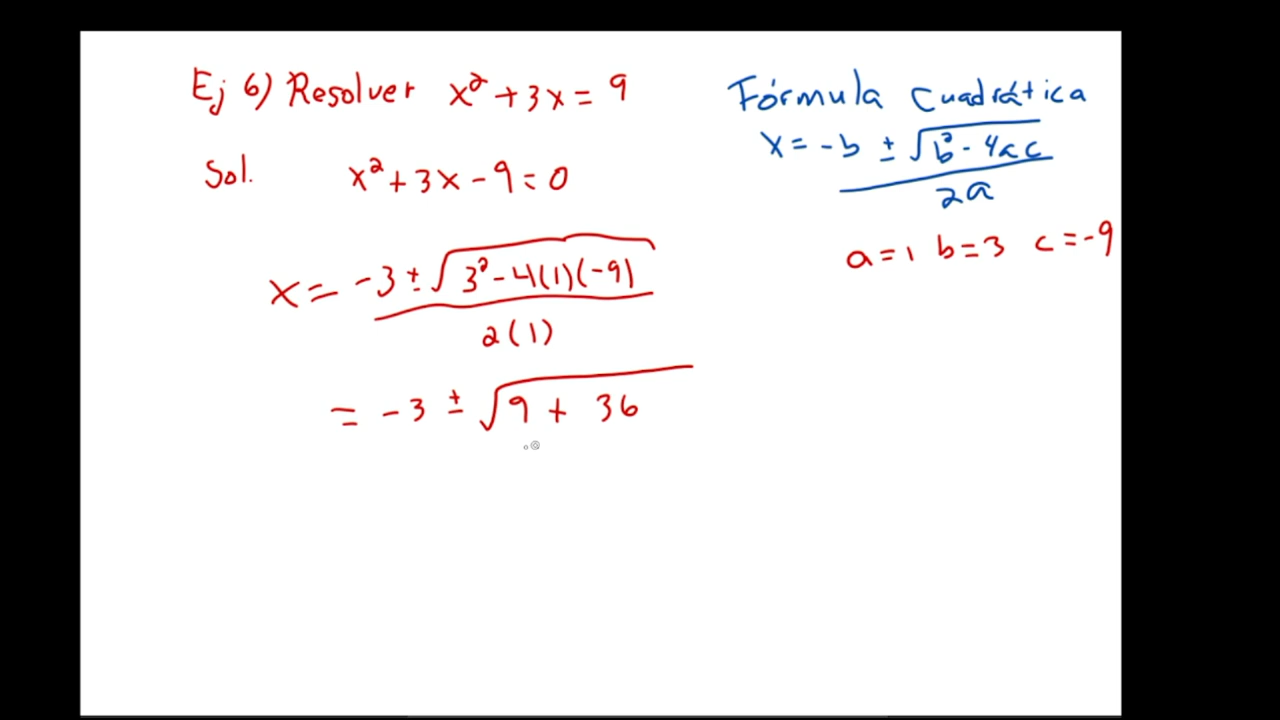 Ej 6) Resolver x² + 3x = 9
Sol. x² + 3x - 9 = 0
x = -3 ± √(3² - 4(1)(-9))
2(1)
= -3 ± √(9 + 36)
Fórmula Cuadrática
x = -b ± √(b² - 4ac)
2a
a = 1 b = 3 c = -9